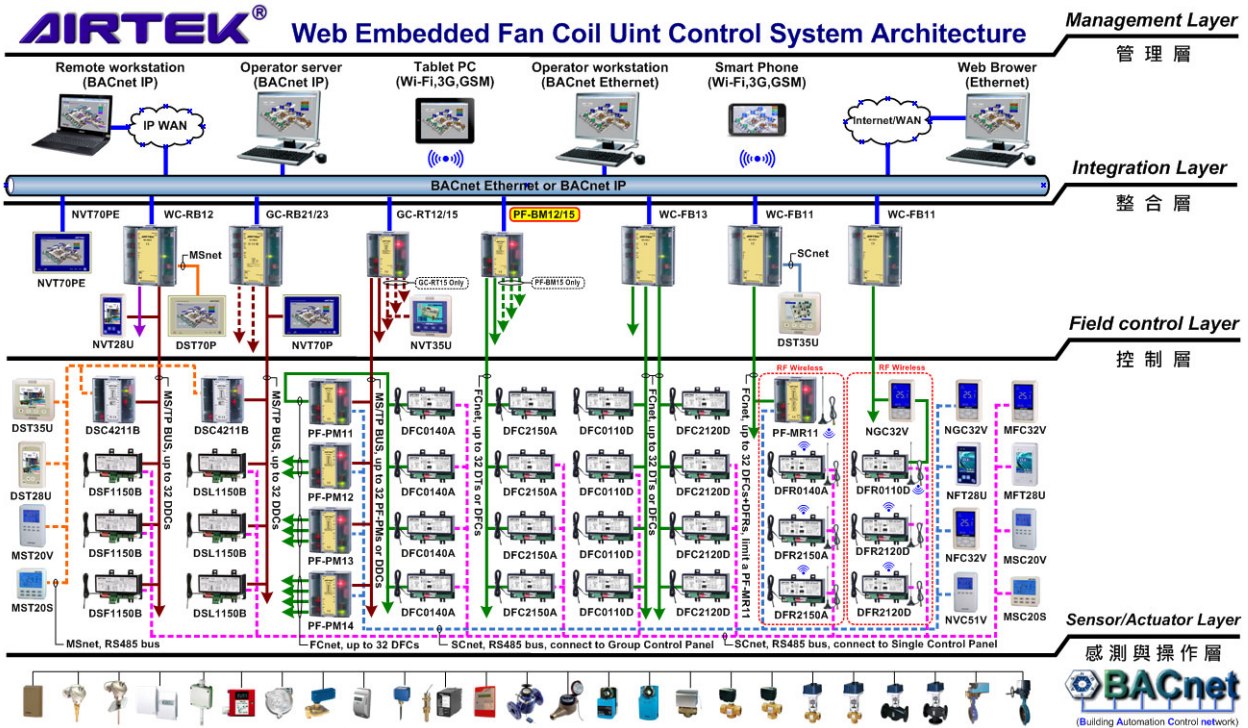 AIRTEK®
Web Embedded Fan Coil Uint Control System Architecture
Management Layer
管理層
Remote workstation
(BACnet IP)
Operator server
(BACnet IP)
Tablet PC
(Wi-Fi,3G,GSM)
Operator workstation
(BACnet Ethernet)
Smart Phone
(Wi-Fi,3G,GSM)
Web Brower
(Ethernet)
IP WAN
Internet/WAN
Integration Layer
整合層
BACnet Ethernet or BACnet IP
NVT70PE
WC-RB12
GC-RB21/23
GC-RT12/15
PF-BM12/15
WC-FB13
WC-FB11
WC-FB11
MSnet
SCnet
NVT70PE
GC-RT15 Only
PF-BM15 Only
NVT28U
DST70P
NVT70P
NVT35U
DST35U
Field control Layer
控制層
RF Wireless
RF Wireless
DST35U
DSC4211B
DSC4211B
PF-PM11
DFC0140A
DFC2150A
DFC0110D
DFC2120D
PF-MR11
NGC32V
NGC32V
MFC32V
DST28U
DSF1150B
DSL1150B
PF-PM12
DFC0140A
DFC2150A
DFC0110D
DFC2120D
DFR0140A
DFR0110D
NFT28U
MFT28U
MST20V
DSF1150B
DSL1150B
PF-PM13
DFC0140A
DFC2150A
DFC0110D
DFC2120D
DFR2150A
DFR2120D
NFC32V
MSC20V
MST20S
DSF1150B
DSL1150B
PF-PM14
DFC0140A
DFC2150A
DFC0110D
DFC2120D
DFR2150A
DFR2120D
NVC51V
MSC20S
MS/TP BUS, up to 32 DDCs
MS/TP BUS, up to 32 DDCs
MS/TP BUS, up to 32 PF-PMs or DDCs
FCnet, up to 32 DTs or DFCs
FCnet, up to 32 DTs or DFCs
FCnet, up to 32 DFCs+DFRs, limit a PF-MR11
MSnet, RS485 bus
FCnet, up to 32 DFCs
SCnet, RS485 bus, connect to Group Control Panel
SCnet, RS485 bus, connect to Single Control Panel
Sensor/Actuator Layer
感測與操作層
BACnet
(Building Automation Control network)